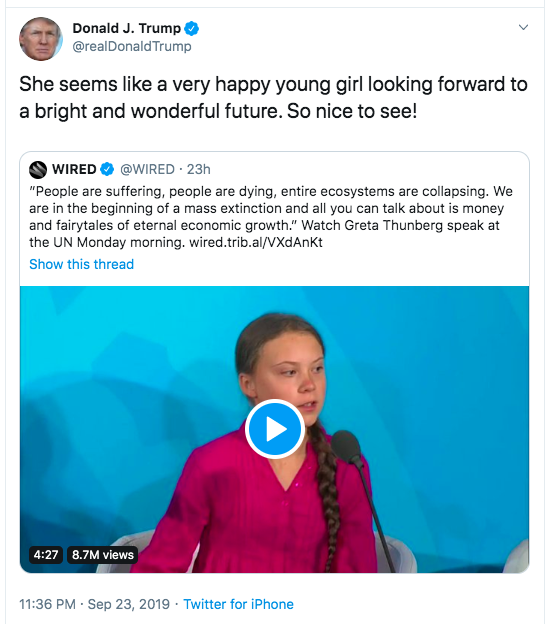 Donald J. Trump
@realDonaldTrump
She seems like a very happy young girl looking forward to
a bright and wonderful future. So nice to see!
WIRED @WIRED · 23h
"People are suffering, people are dying, entire ecosystems are collapsing. We
are in the beginning of a mass extinction and all you can talk about is money
and fairytales of eternal economic growth." Watch Greta Thunberg speak at
the UN Monday morning. wired.trib.al/VXdAnKt
Show this thread
4:27 8.7M views
11:36 PM · Sep 23, 2019 · Twitter for iPhone